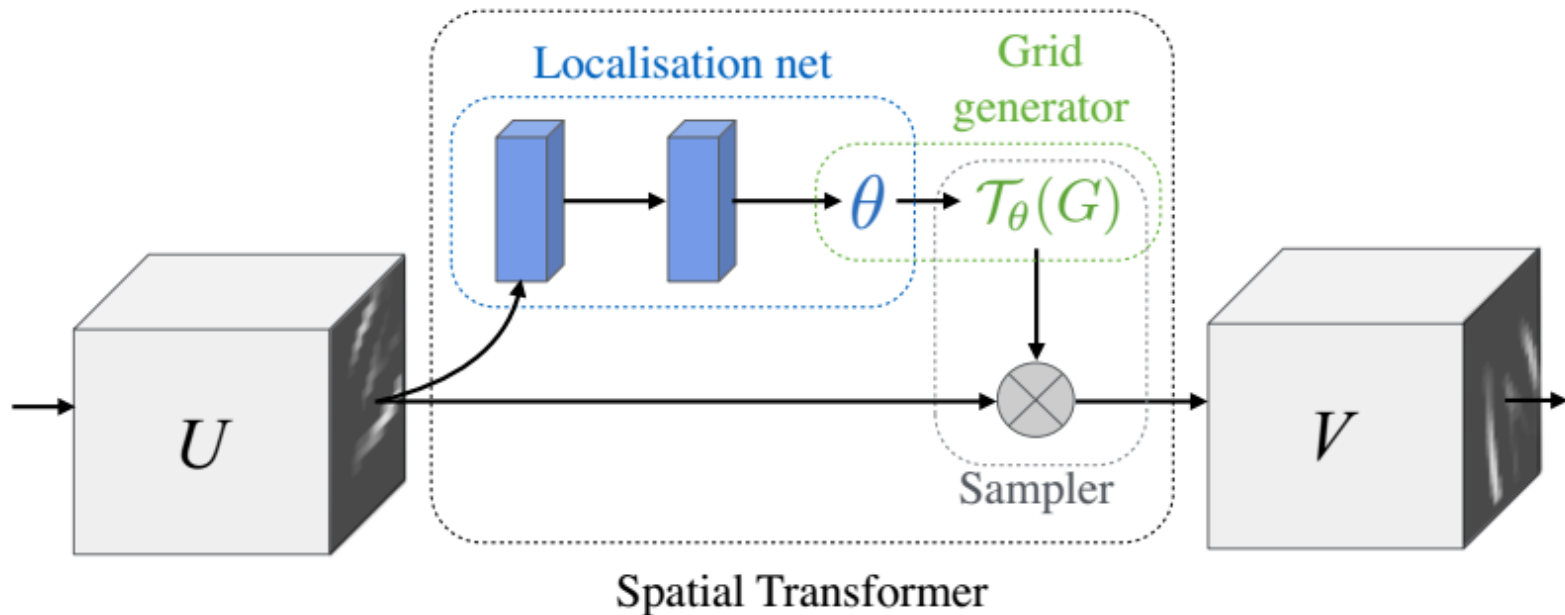 Localisation net
Grid
generator
θ
𝒯θ(G)
U
V
Sampler
Spatial Transformer